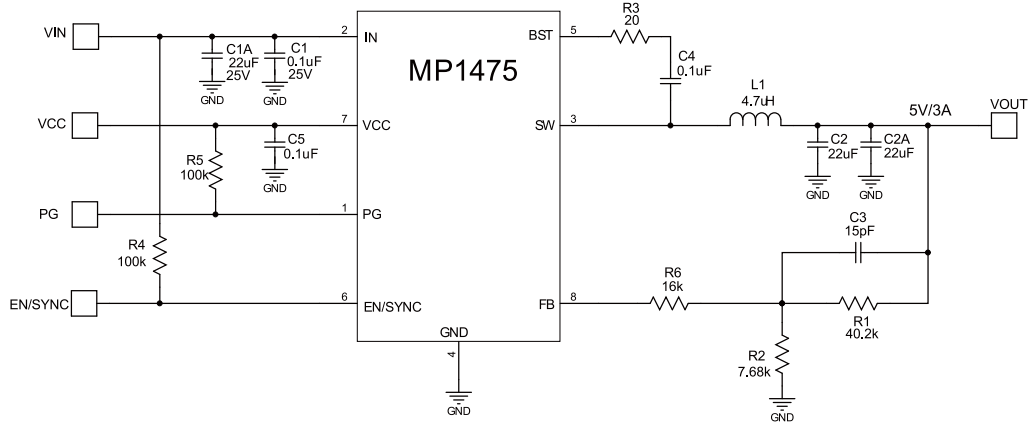 VIN
2
IN
C1A
22uF
25V
GND
C1
0.1uF
25V
GND
MP1475
BST
5
R3
20
C4
0.1uF
L1
4.7uH
5V/3A
VOUT
VCC
7
VCC
C5
0.1uF
GND
SW
3
C2
22uF
GND
C2A
22uF
GND
R5
100k
PG
1
PG
R4
100k
C3
15pF
EN/SYNC
6
EN/SYNC
FB
8
R6
16k
R1
40.2k
R2
7.68k
GND
GND
4
GND